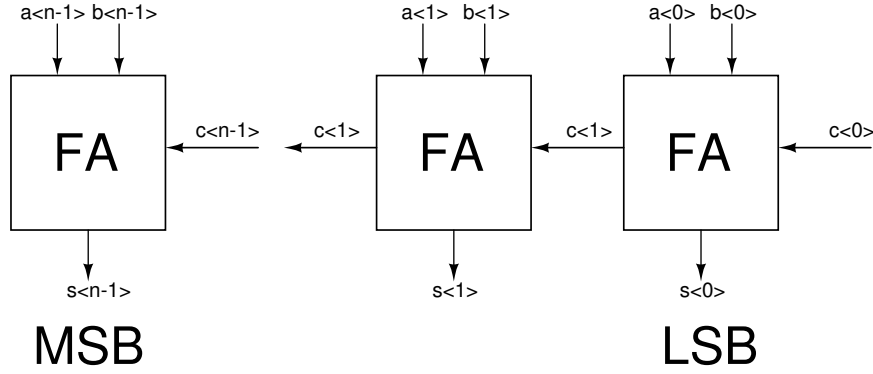 a<n-1> b<n-1> a<1> b<1> a<0> b<0>
c<n-1> c<1> c<1> c<0>
FA FA FA
s<n-1> s<1> s<0>
MSB LSB